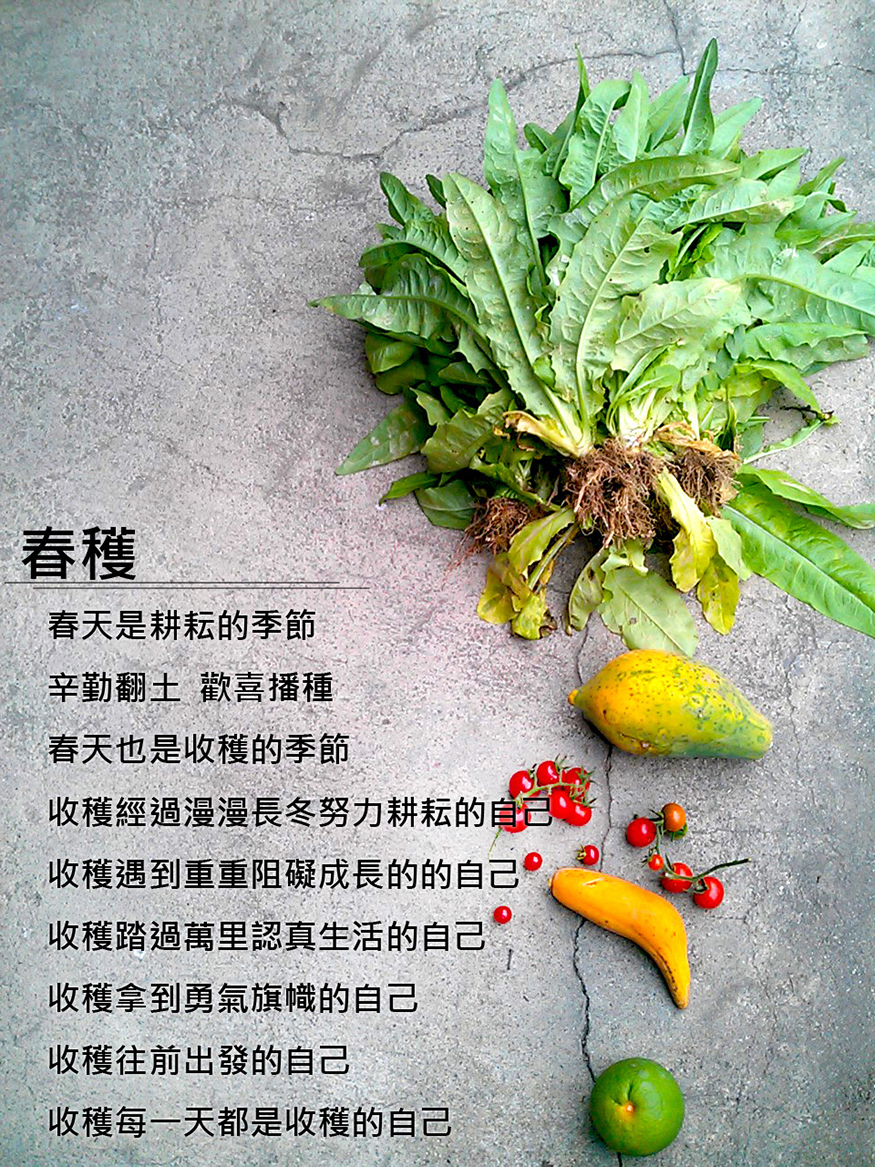 春穫
春天是耕耘的季節
辛勤翻土 歡喜播種
春天也是收穫的季節
收穫經過漫漫長冬努力耕耘的自己
收穫遇到重重阻礙成長的的自己
收穫踏過萬里認真生活的自己
收穫拿到勇氣旗幟的自己
收穫往前出發的自己
收穫每一天都是收穫的自己